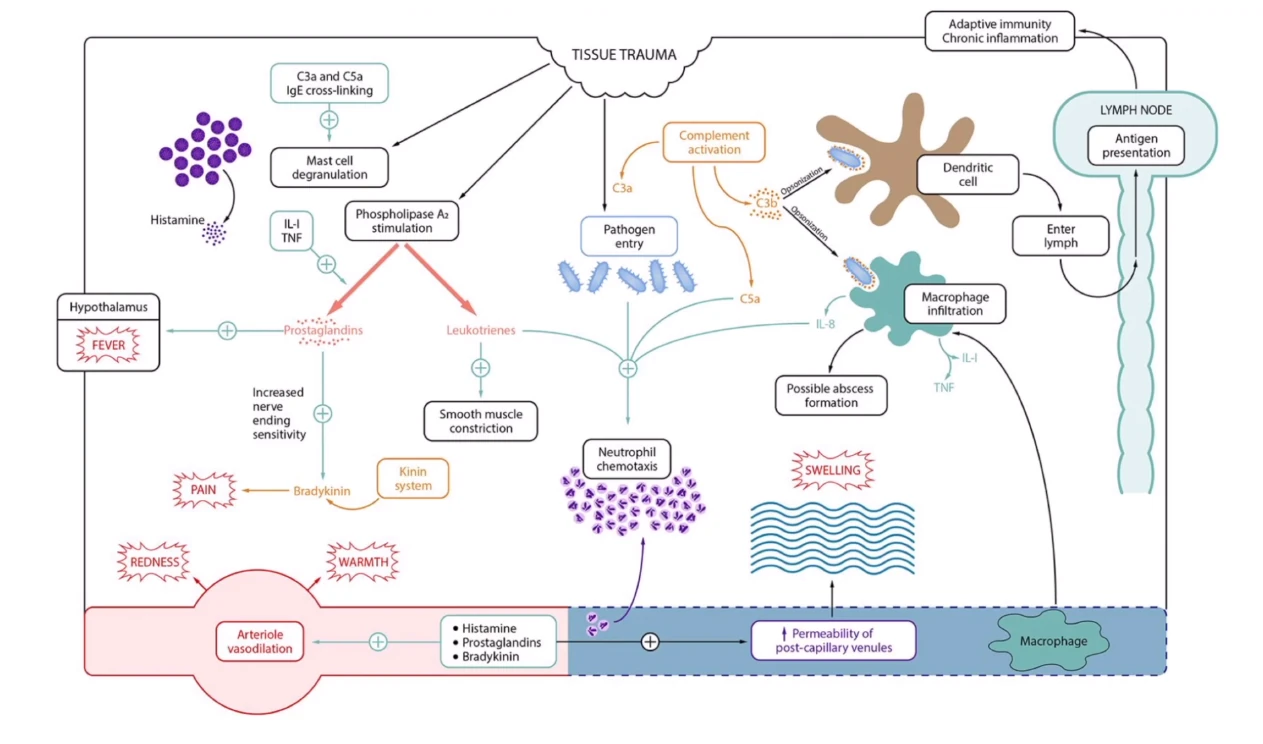 Adaptive immunity
Chronic inflammation
TISSUE TRAUMA
C3a and C5a
IgE cross-linking
LYMPH NODE
Antigen
presentation
Complement
activation
Mast cell
degranulation
Dendritic
cell
Opsonization
C3a
C3b
Histamine
IL-I
TNF
Phospholipase A₂
stimulation
Pathogen
entry
Opsonization
Enter
lymph
Macrophage
infiltration
C5a
Hypothalamus
FEVER
Prostaglandins
Leukotrienes
IL-8
IL-I
TNF
Increased
nerve
ending
sensitivity
Smooth muscle
constriction
Possible abscess
formation
Neutrophil
chemotaxis
SWELLING
PAIN
Bradykinin
Kinin
system
REDNESS
WARMTH
Arteriole
vasodilation
• Histamine
• Prostaglandins
• Bradykinin
Permeability of
post-capillary venules
Macrophage